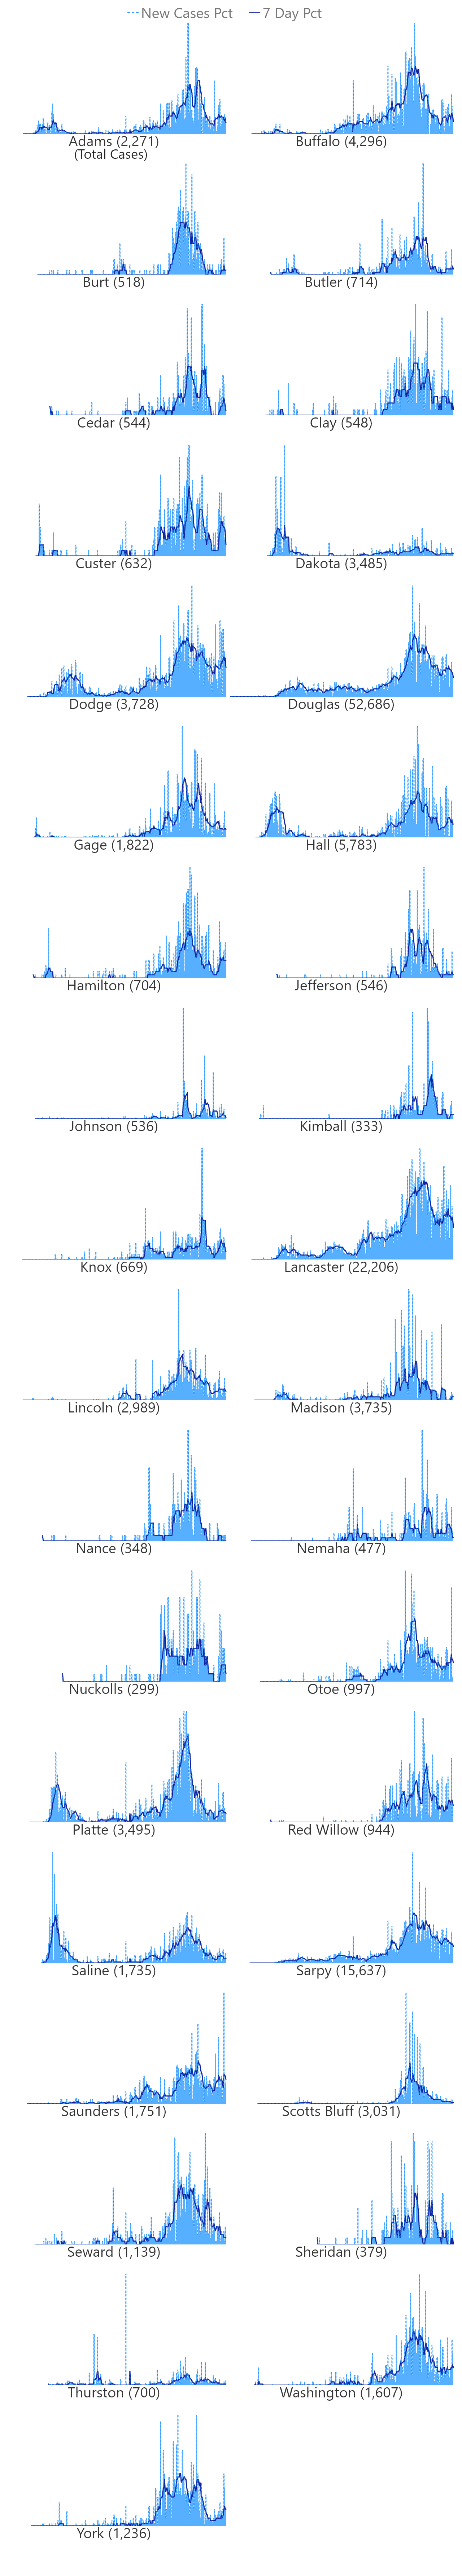 New Cases Pct 7 Day Pct
Adams (2,271) Buffalo (4,296)
(Total Cases)
Burt (518) Butler (714)
Cedar (544) Clay (548)
Custer (632) Dakota (3,485)
Dodge (3,728) Douglas (52,686)
Gage (1,822) Hall (5,783)
Hamilton (704) Jefferson (546)
Johnson (536) Kimball (333)
Knox (669) Lancaster (22,206)
Lincoln (2,989) Madison (3,735)
Nance (348) Nemaha (477)
Nuckolls (299) Otoe (997)
Platte (3,495) Red Willow (944)
Saline (1,735) Sarpy (15,637)
Saunders (1,751) Scotts Bluff (3,031)
Seward (1,139) Sheridan (379)
Thurston (700) Washington (1,607)
York (1,236)